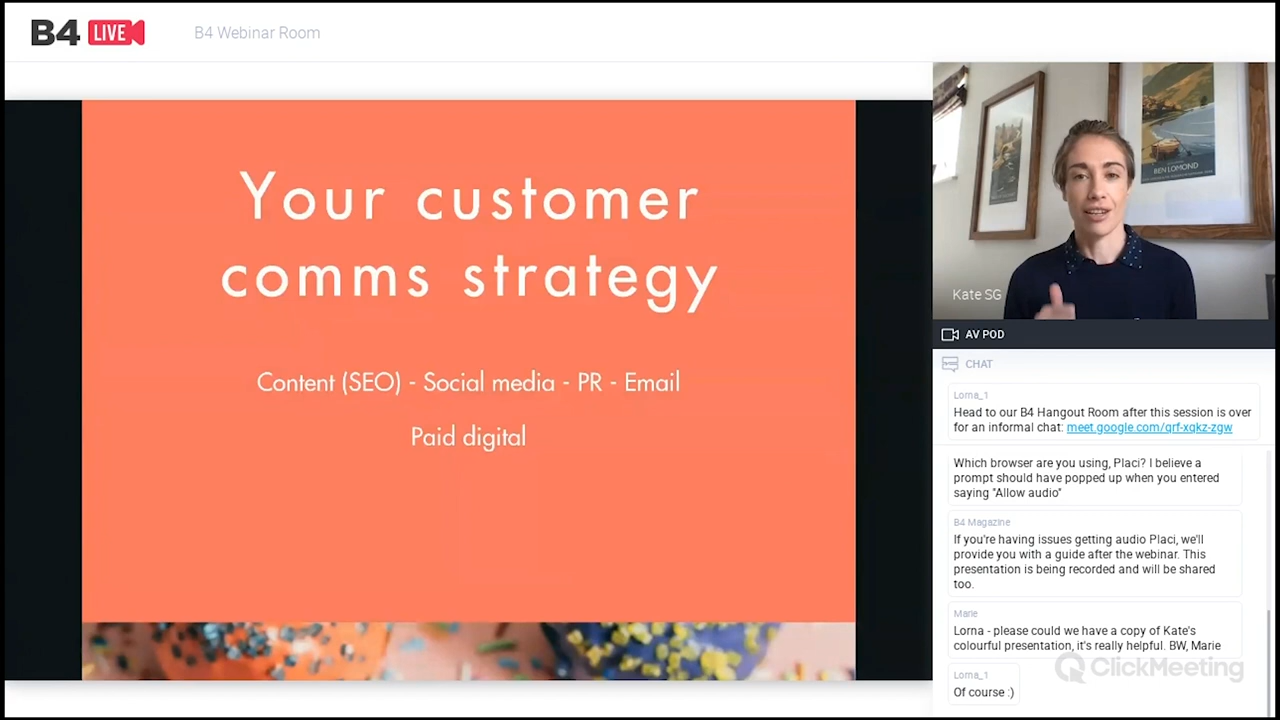 B4 LIVE
B4 Webinar Room
Your customer
comms strategy
Content (SEO) - Social media - PR - Email
Paid digital
BEN LOMOND
Kate SG
AV POD
CHAT
Lorna_1
Head to our B4 Hangout Room after this session is over
for an informal chat: meet.google.com/qrf-xqkz-zgw
Which browser are you using, Placi? I believe a
prompt should have popped up when you entered
saying "Allow audio"
B4 Magazine
If you're having issues getting audio Placi, we'll
provide you with a guide after the webinar. This
presentation is being recorded and will be shared
too.
Marie
Lorna - please could we have a copy of Kate's
colourful presentation, it's really helpful. BW, Marie
ClickMeeting
Lorna_1
Of course :)